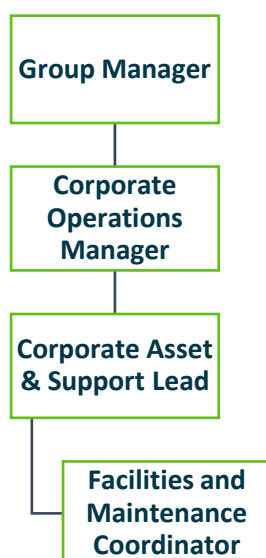 Group Manager
Corporate
Operations
Manager
Corporate Asset
& Support Lead
Facilities and
Maintenance
Coordinator